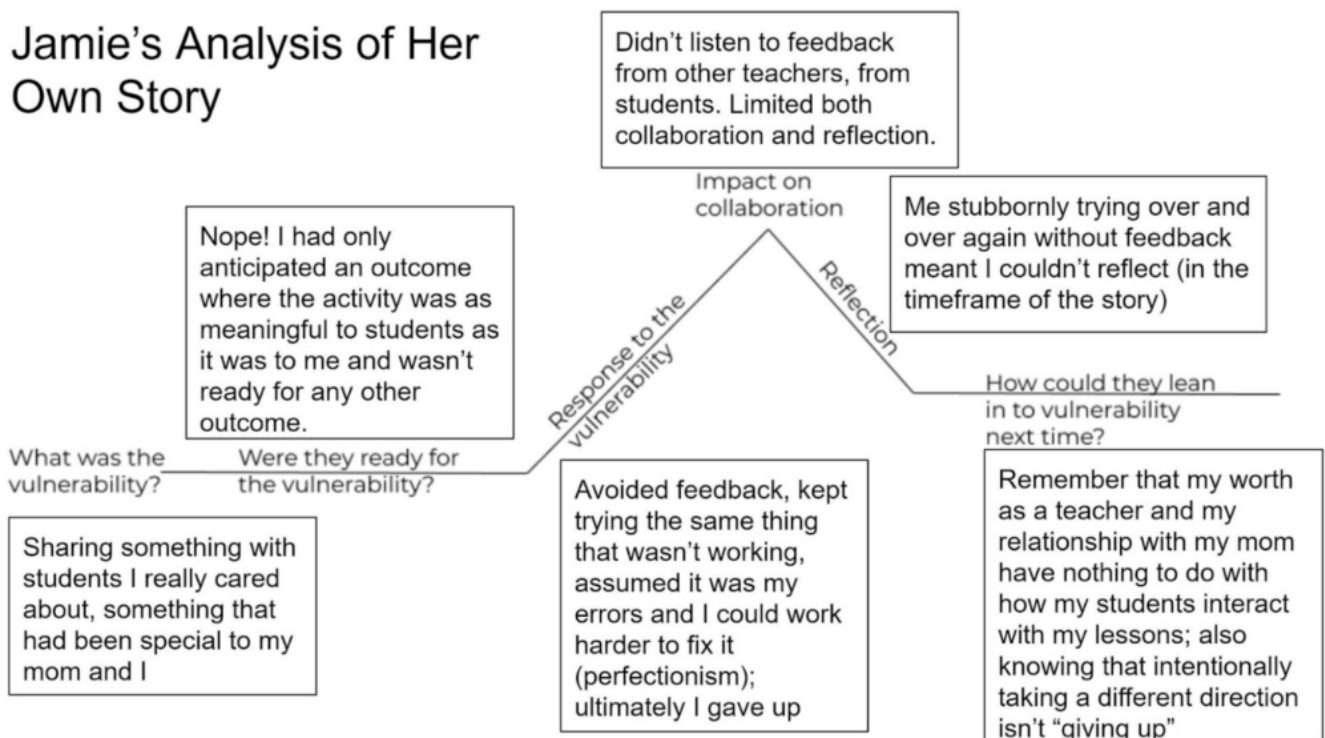 Jamie's Analysis of Her
Own Story
What was the
vulnerability?
Sharing something with
students I really cared
about, something that
had been special to my
mom and I
Were they ready for
the vulnerability?
Nope! I had only
anticipated an outcome
where the activity was as
meaningful to students as
it was to me and wasn't
ready for any other
outcome.
Response to the
vulnerability
Avoided feedback, kept
trying the same thing
that wasn't working,
assumed it was my
errors and I could work
harder to fix it
(perfectionism);
ultimately I gave up
Impact on
collaboration
Didn't listen to feedback
from other teachers, from
students. Limited both
collaboration and reflection.
Reflection
Me stubbornly trying over and
over again without feedback
meant I couldn't reflect (in the
timeframe of the story)
How could they lean
in to vulnerability
next time?
Remember that my worth
as a teacher and my
relationship with my mom
have nothing to do with
how my students interact
with my lessons; also
knowing that intentionally
taking a different direction
isn't "giving up"